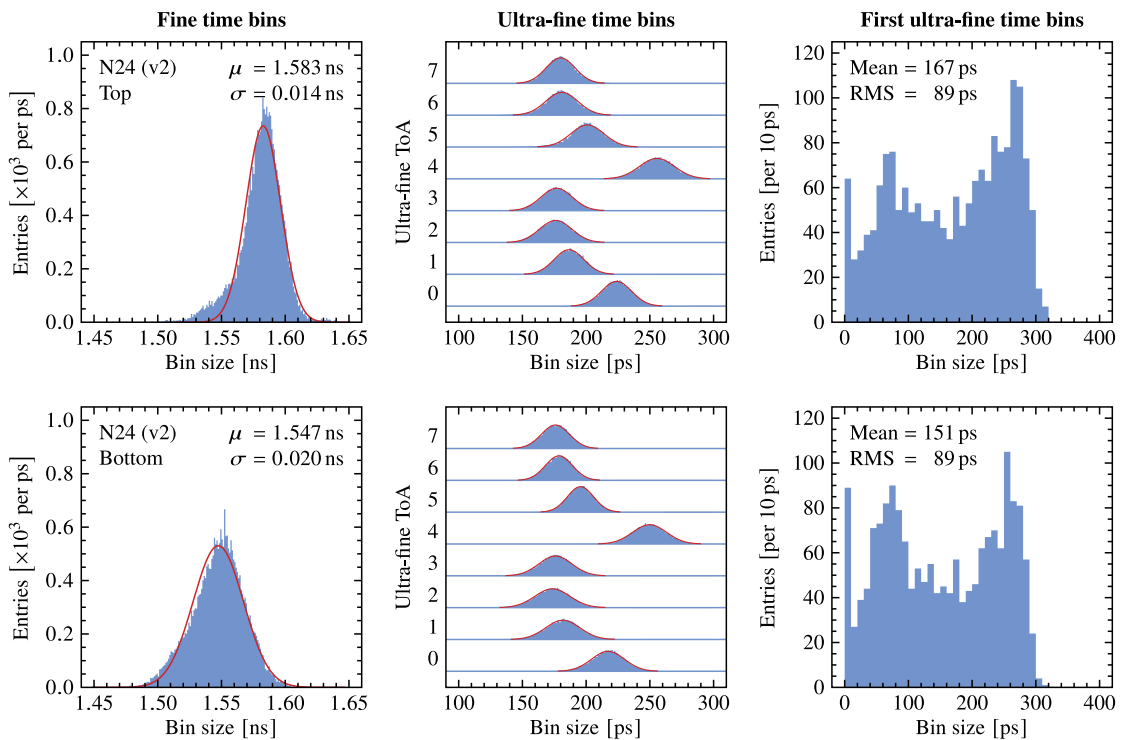 Fine time bins
Ultra-fine time bins
First ultra-fine time bins
Entries [×10³ per ps]
1.0
0.8
0.6
0.4
0.2
0.0
N24 (v2)
Top
μ = 1.583 ns
σ = 0.014 ns
1.45 1.50 1.55 1.60 1.65
Bin size [ns]
Ultra-fine ToA
7
6
5
4
3
2
1
0
100 150 200 250 300
Bin size [ps]
Entries [per 10 ps]
120
100
80
60
40
20
0
Mean = 167 ps
RMS = 89 ps
0 100 200 300 400
Bin size [ps]
Entries [×10³ per ps]
1.0
0.8
0.6
0.4
0.2
0.0
N24 (v2)
Bottom
μ = 1.547 ns
σ = 0.020 ns
1.45 1.50 1.55 1.60 1.65
Bin size [ns]
Ultra-fine ToA
7
6
5
4
3
2
1
0
100 150 200 250 300
Bin size [ps]
Entries [per 10 ps]
120
100
80
60
40
20
0
Mean = 151 ps
RMS = 89 ps
0 100 200 300 400
Bin size [ps]